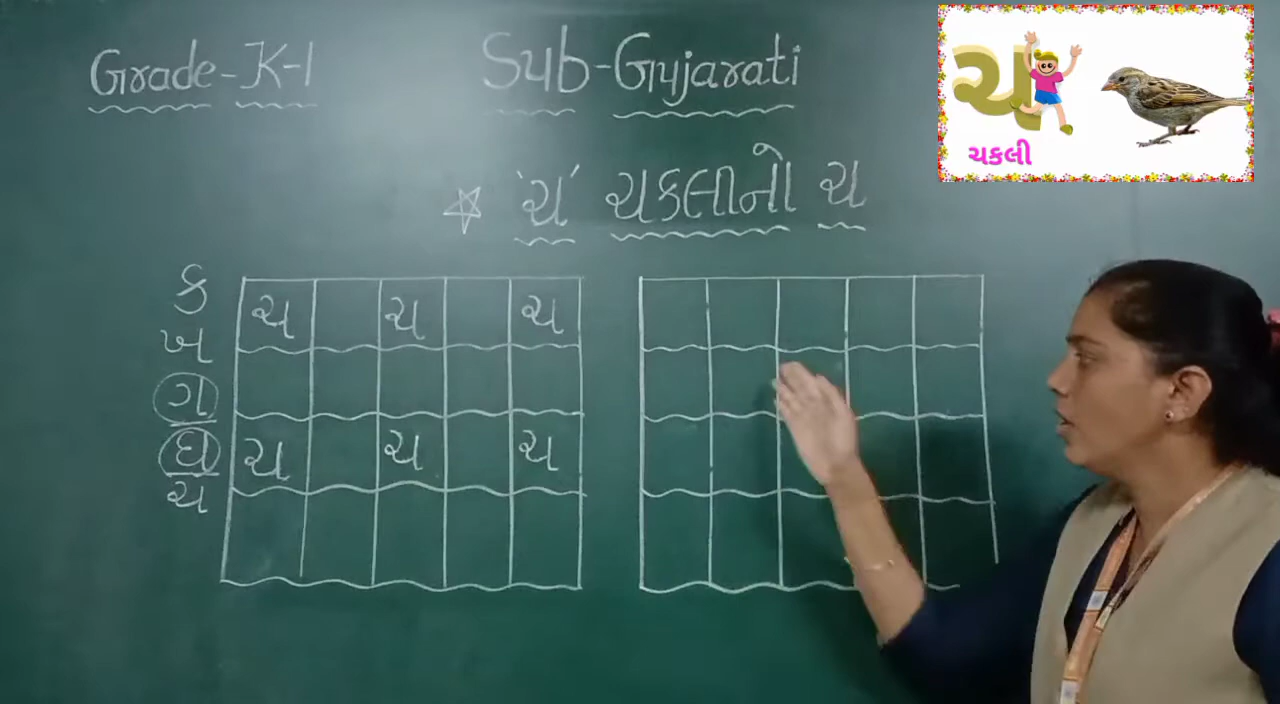 Grade-K-1
Sub-Gujarati
ચ
ચકલી
'ચ' ચકલીનો ચ
ક
ખ
ગ
ઘ
ચ
ચ ચ ચ
ચ ચ ચ